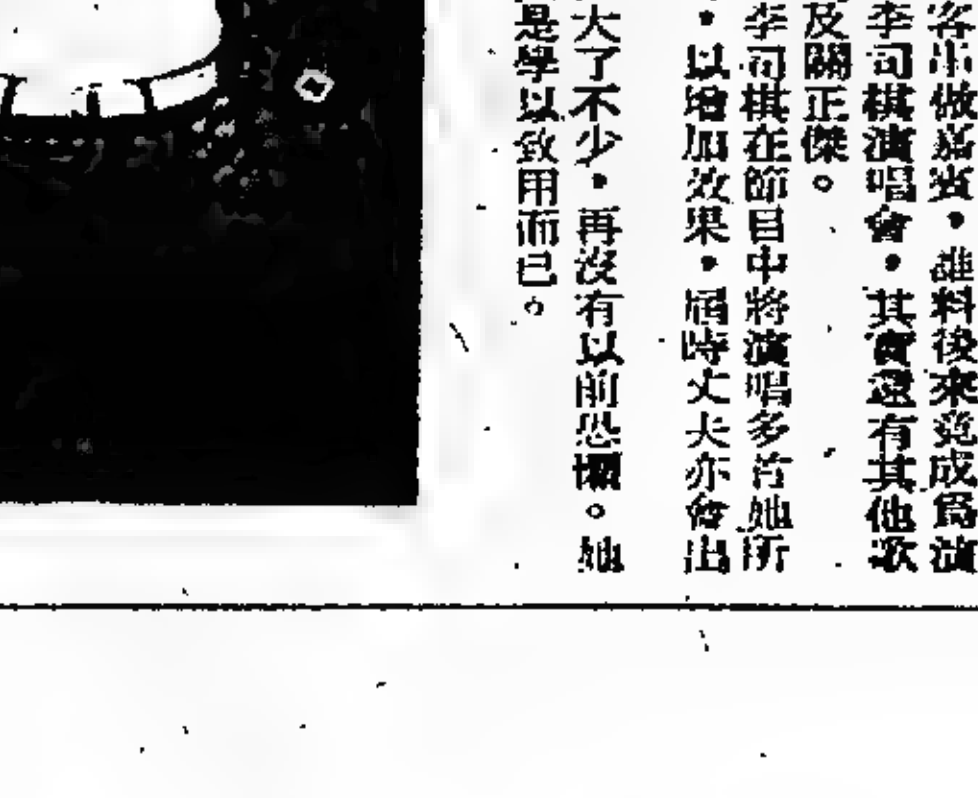 客串做嘉賓，誰料後來竟成為演
李司棋演唱會，其實還有其他歌
及關正傑。
李司棋在節目中將演唱多首她所
，以增加效果，屆時丈夫亦會出
大了不少，再沒有以前恐懼。她
是學以致用而已。